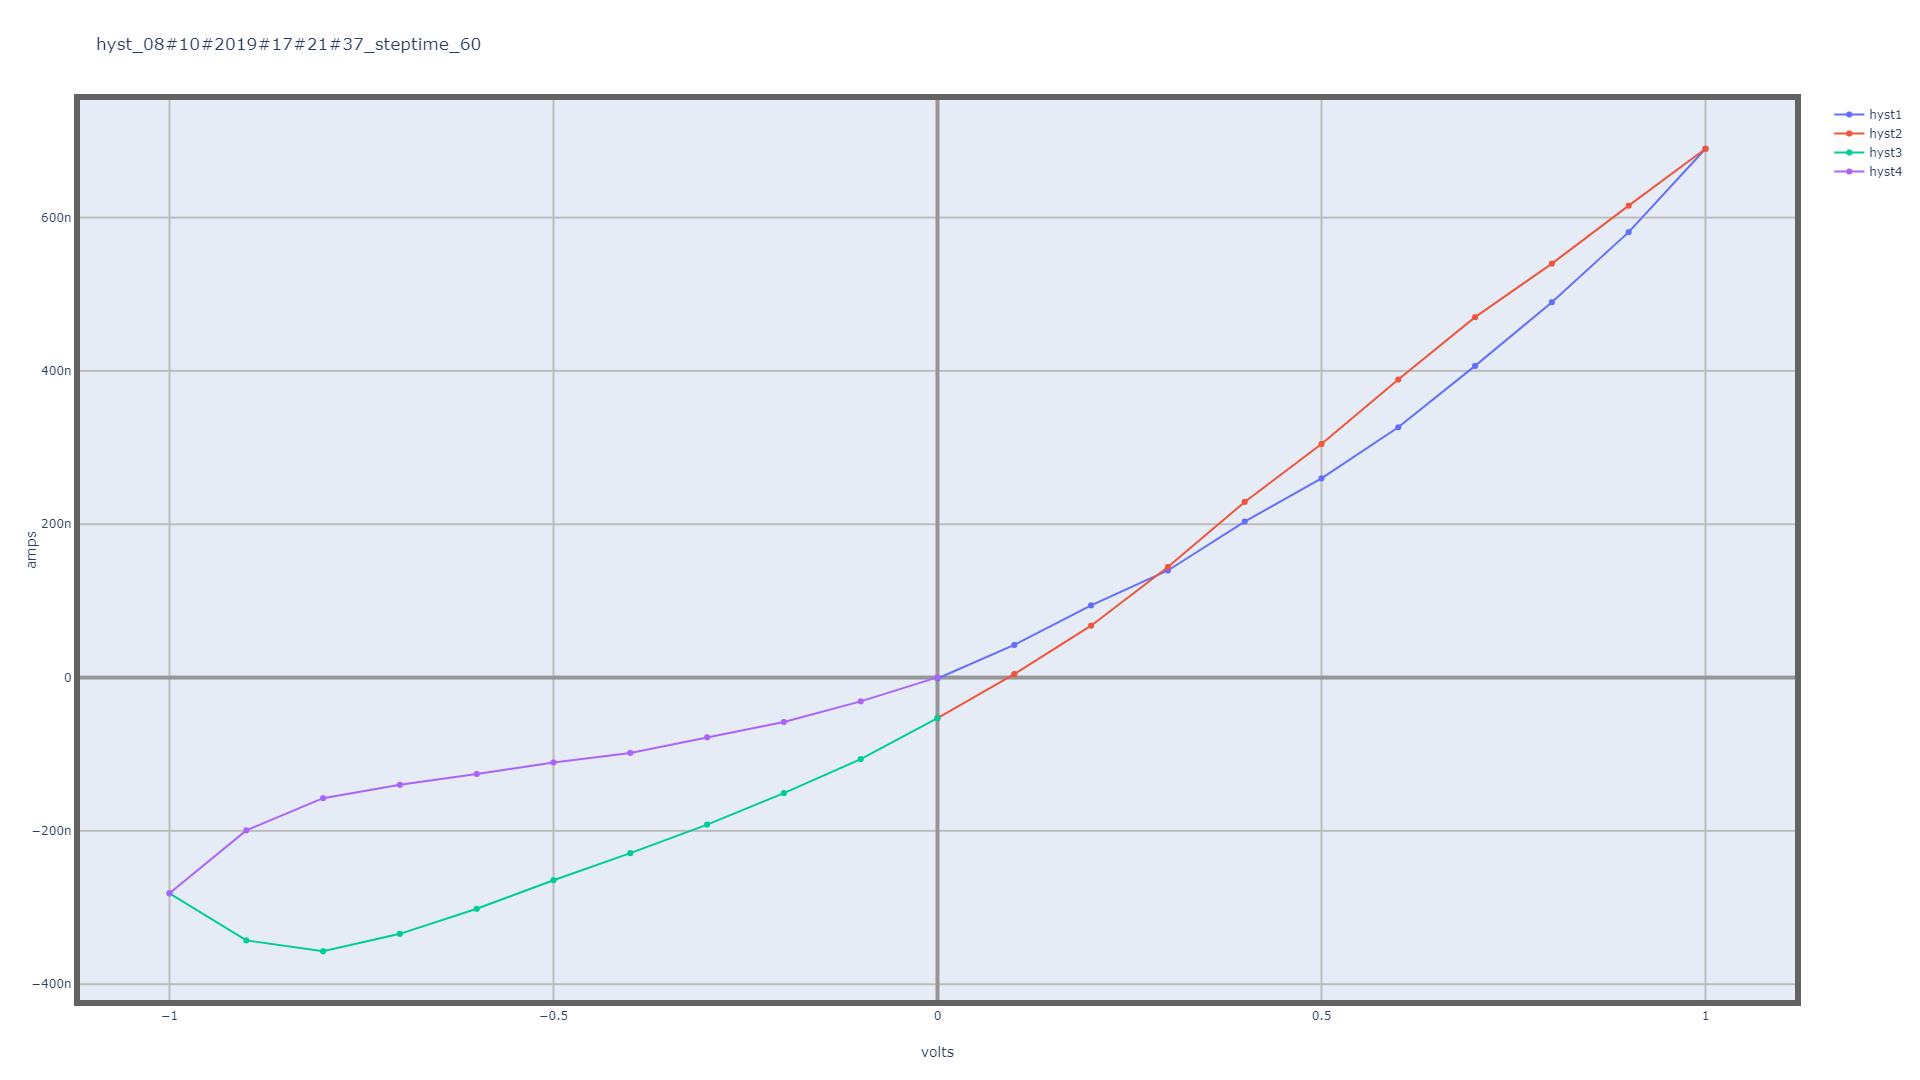 hyst_08#10#2019#17#21#37_steptime_60
hyst1
hyst2
hyst3
hyst4
600n
400n
200n
0
−200n
−400n
amps
−1
−0.5
0
0.5
1
volts